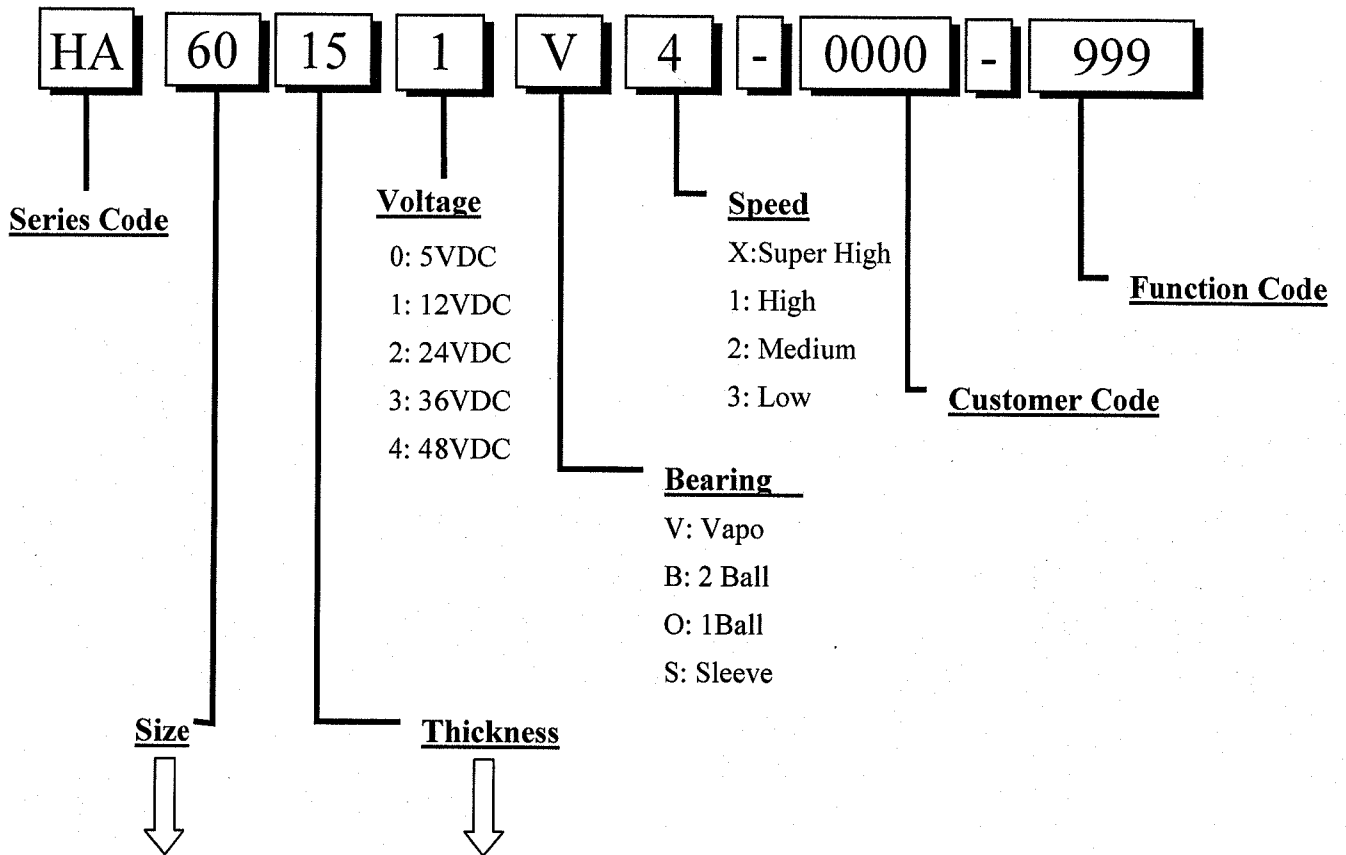 HA 60 15 1 V 4 - 0000 - 999
Series Code
Voltage
0: 5VDC
1: 12VDC
2: 24VDC
3: 36VDC
4: 48VDC
Speed
X:Super High
1: High
2: Medium
3: Low
Function Code
Customer Code
Bearing
V: Vapo
B: 2 Ball
O: 1Ball
S: Sleeve
Size
Thickness